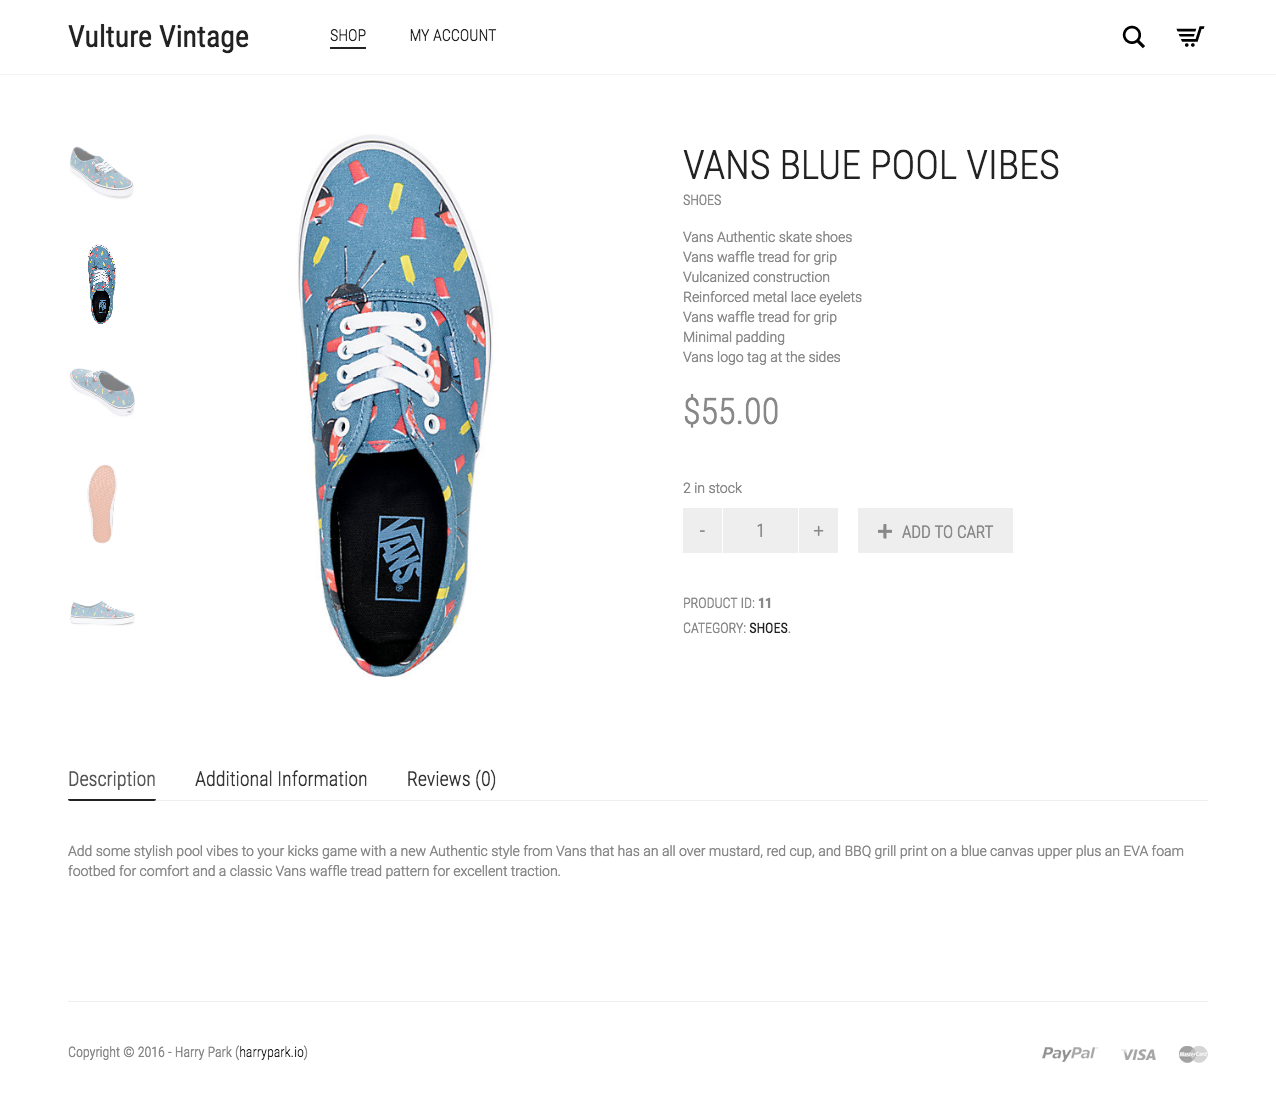 Vulture Vintage
SHOP
MY ACCOUNT
VANS BLUE POOL VIBES
SHOES
Vans Authentic skate shoes
Vans waffle tread for grip
Vulcanized construction
Reinforced metal lace eyelets
Vans waffle tread for grip
Minimal padding
Vans logo tag at the sides
$55.00
2 in stock
- 1 +
ADD TO CART
VANS®
PRODUCT ID: 11
CATEGORY: SHOES.
Description
Additional Information
Reviews (0)
Add some stylish pool vibes to your kicks game with a new Authentic style from Vans that has an all over mustard, red cup, and BBQ grill print on a blue canvas upper plus an EVA foam
footbed for comfort and a classic Vans waffle tread pattern for excellent traction.
Copyright © 2016 - Harry Park (harrypark.io)
PayPal
VISA
MasterCard